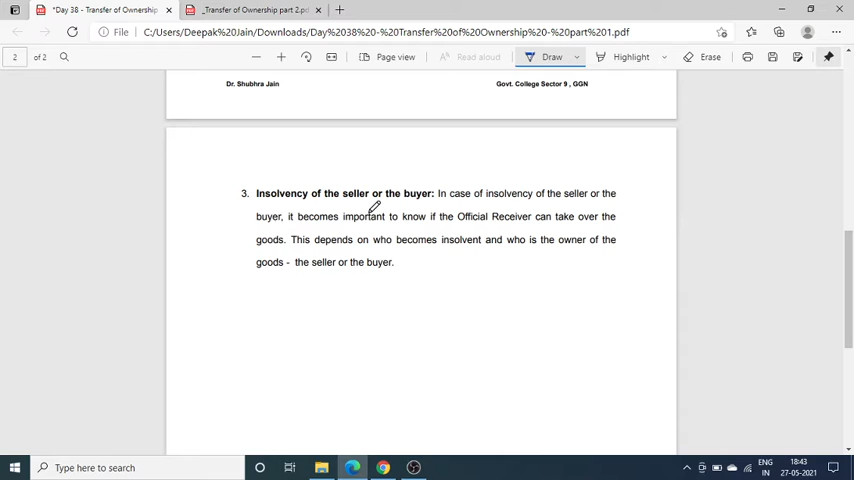 *Day 38 - Transfer of Ownership
_Transfer of Ownership part 2.pd
File
C:/Users/Deepak%20Jain/Downloads/Day%2038%20-%20Transfer%20of%20Ownership%20-%20part%201.pdf
2
of 2
Page view
Read aloud
Draw
Highlight
Erase
Dr. Shubhra Jain
Govt. College Sector 9 , GGN
3. Insolvency of the seller or the buyer: In case of insolvency of the seller or the
buyer, it becomes important to know if the Official Receiver can take over the
goods. This depends on who becomes insolvent and who is the owner of the
goods - the seller or the buyer.
Type here to search
ENG
IN
18:43
27-05-2021